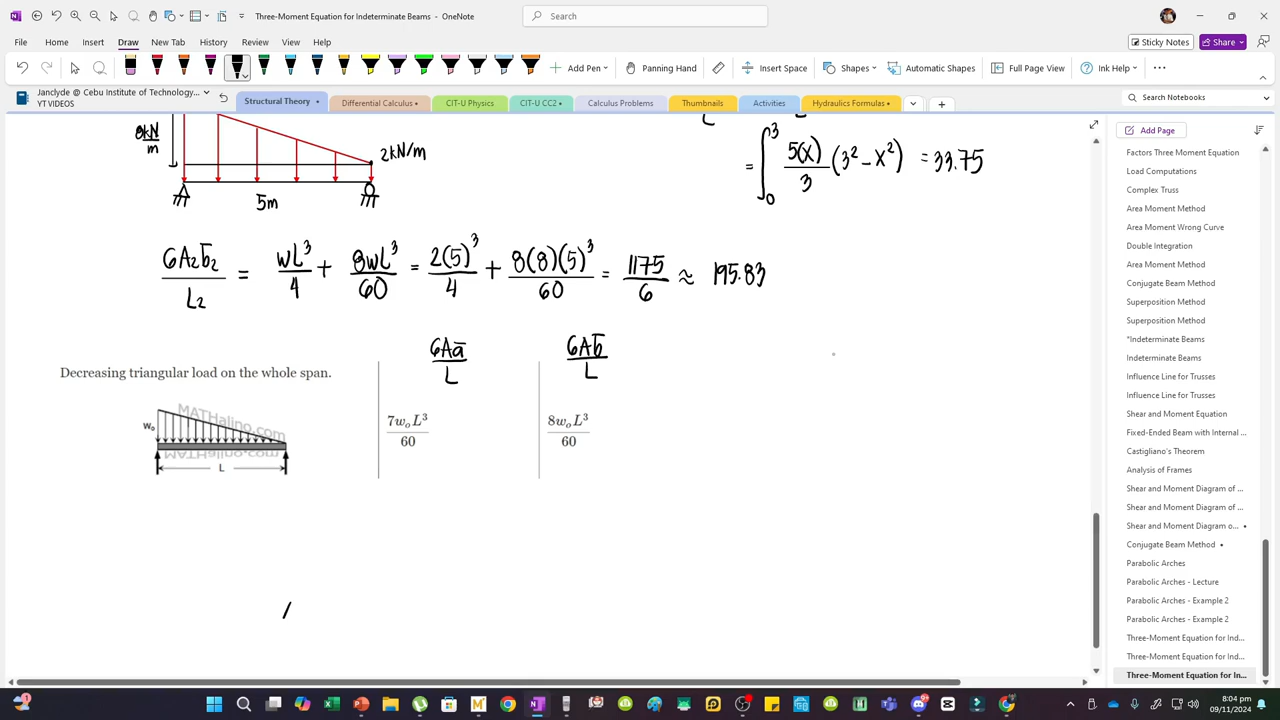 Three-Moment Equation for Indeterminate Beams - OneNote
Search
File Home Insert Draw New Tab History Review View Help
Sticky Notes
Share
Add Pen
Panning Hand
Insert Space
Shapes
Automatic Shapes
Full Page View
Ink Help
Janclyde @ Cebu Institute of Technology...
YT VIDEOS
Structural Theory
Differential Calculus
CIT-U Physics
CIT-U CC2
Calculus Problems
Thumbnails
Activities
Hydraulics Formulas
Search Notebooks
Add Page
Factors Three Moment Equation
Load Computations
Complex Truss
Area Moment Method
Area Moment Wrong Curve
Double Integration
Area Moment Method
Conjugate Beam Method
Superposition Method
Superposition Method
*Indeterminate Beams
Indeterminate Beams
Influence Line for Trusses
Influence Line for Trusses
Shear and Moment Equation
Fixed-Ended Beam with Internal ...
Castigliano's Theorem
Analysis of Frames
Shear and Moment Diagram of ...
Shear and Moment Diagram of ...
Shear and Moment Diagram o...
Conjugate Beam Method
Parabolic Arches
Parabolic Arches - Lecture
Parabolic Arches - Example 2
Parabolic Arches - Example 2
Three-Moment Equation for Ind...
Three-Moment Equation for Ind...
Three-Moment Equation for In...
8kN/m
2kN/m
5m
L
= ∫₀³ 5(x)/3 (3² - x²) = 33.75
6A₂b̅₂/L₂ = wL³/4 + 8wL³/60 = 2(5)³/4 + 8(8)(5)³/60 = 1175/6 ≈ 195.83
6Aa̅/L 6Ab̅/L
Decreasing triangular load on the whole span.
MATHalino.com
wₒ
MATHalino.com
L
7wₒL³/60 8wₒL³/60
8:04 pm
09/11/2024